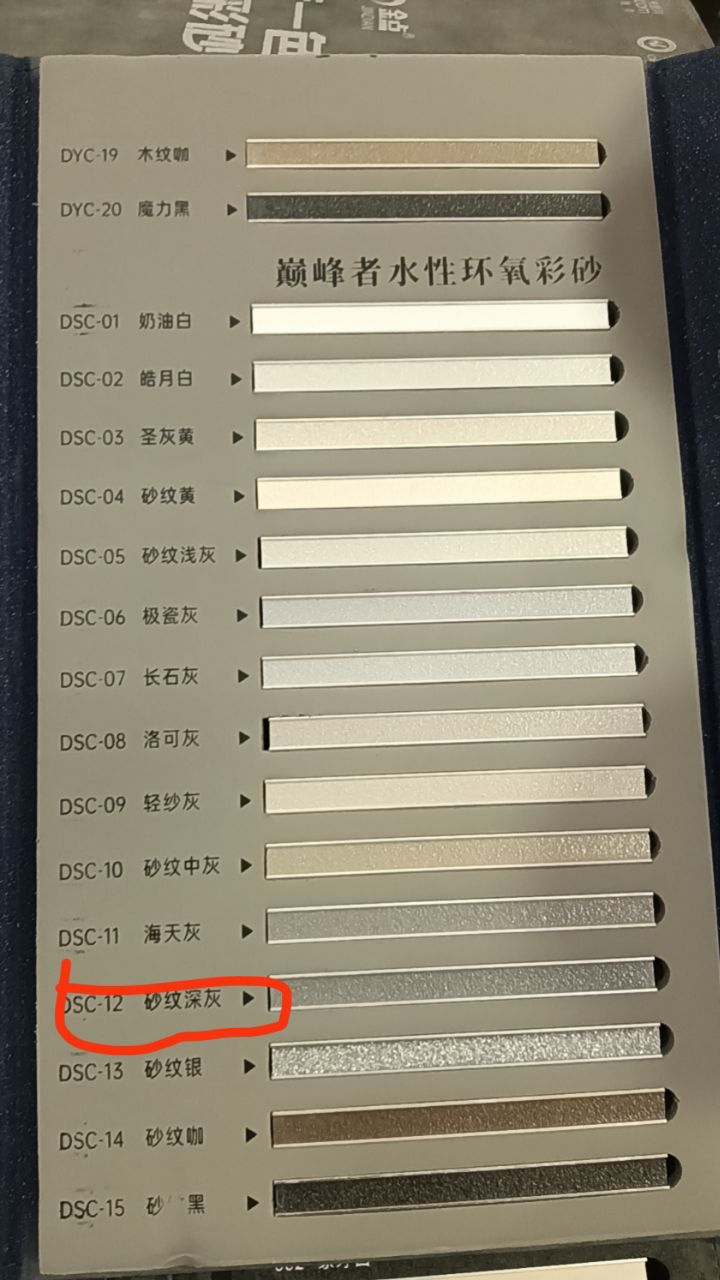 DYC-19 木纹咖
DYC-20 魔力黑
巅峰者水性环氧彩砂
DSC-01 奶油白
DSC-02 皓月白
DSC-03 圣灰黄
DSC-04 砂纹黄
DSC-05 砂纹浅灰
DSC-06 极瓷灰
DSC-07 长石灰
DSC-08 洛可灰
DSC-09 轻纱灰
DSC-10 砂纹中灰
DSC-11 海天灰
DSC-12 砂纹深灰
DSC-13 砂纹银
DSC-14 砂纹咖
DSC-15 砂 黑